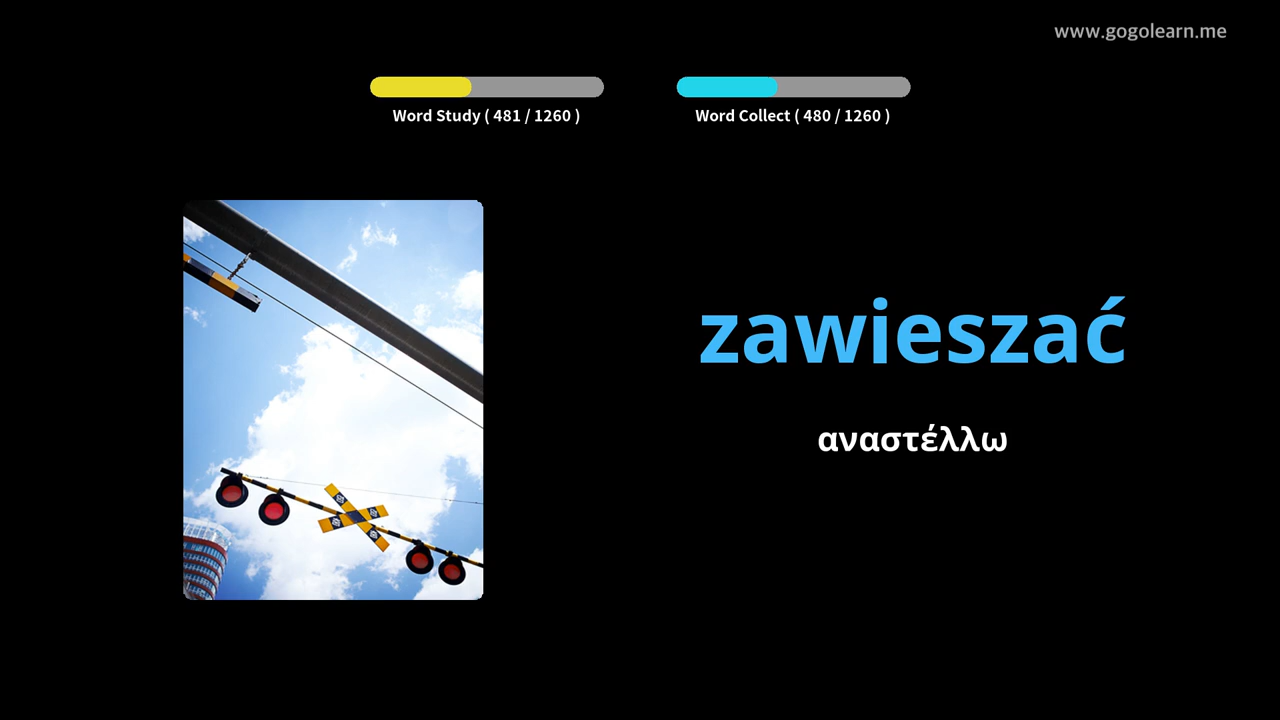 www.gogolearn.me
Word Study ( 481 / 1260 )
Word Collect ( 480 / 1260 )
zawieszać
αναστέλλω